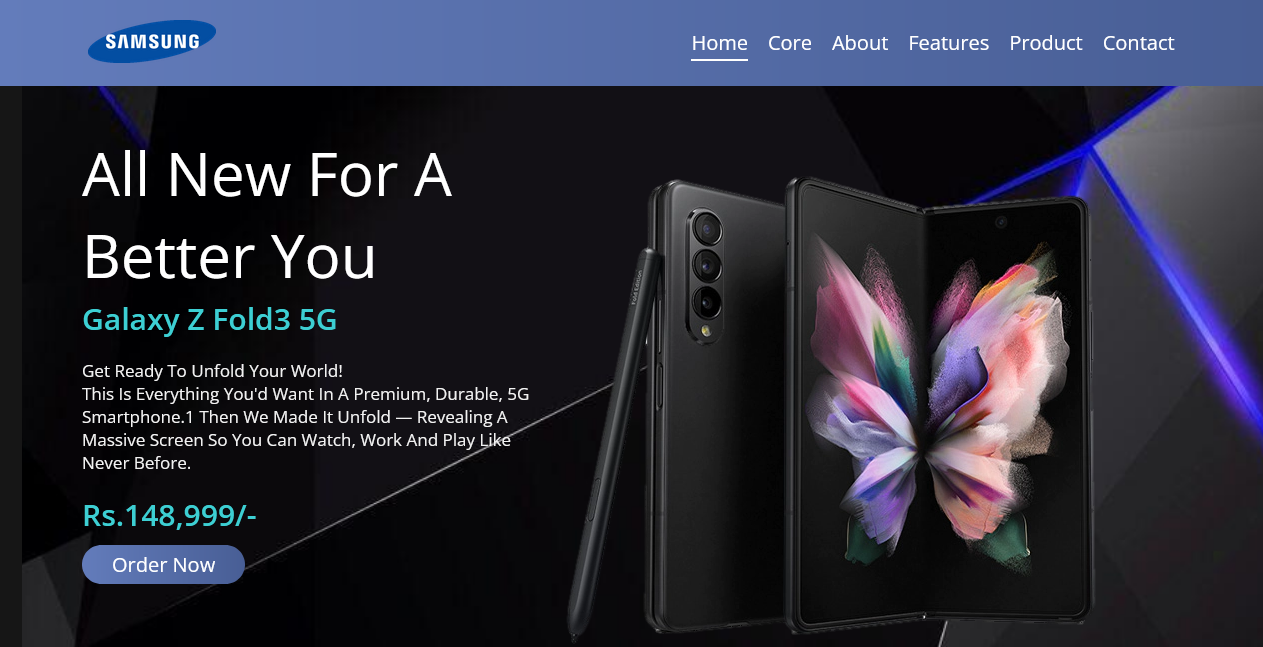 SAMSUNG
Home Core About Features Product Contact
All New For A
Better You
Galaxy Z Fold3 5G
Get Ready To Unfold Your World!
This Is Everything You'd Want In A Premium, Durable, 5G
Smartphone.1 Then We Made It Unfold — Revealing A
Massive Screen So You Can Watch, Work And Play Like
Never Before.
Rs.148,999/-
Order Now
Fold Edition